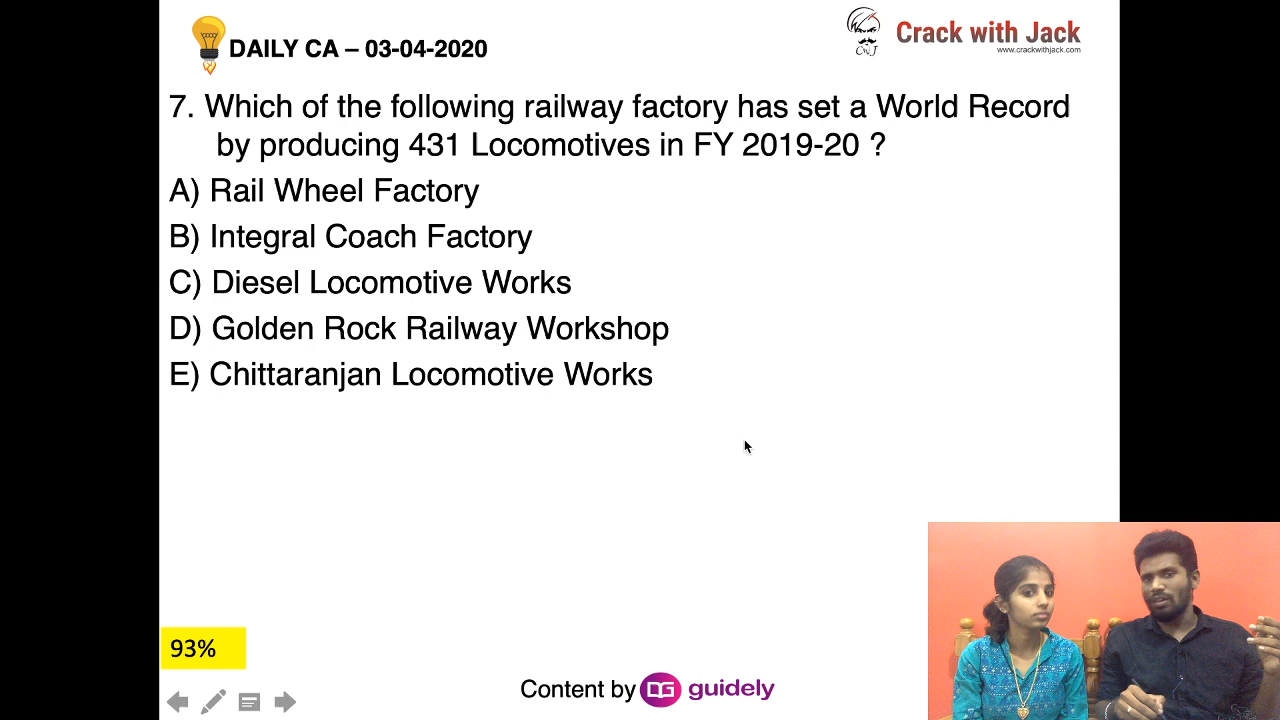 DAILY CA – 03-04-2020
Crack with Jack
www.crackwithjack.com
CWJ
7. Which of the following railway factory has set a World Record
by producing 431 Locomotives in FY 2019-20 ?
A) Rail Wheel Factory
B) Integral Coach Factory
C) Diesel Locomotive Works
D) Golden Rock Railway Workshop
E) Chittaranjan Locomotive Works
93%
Content by DG guidely